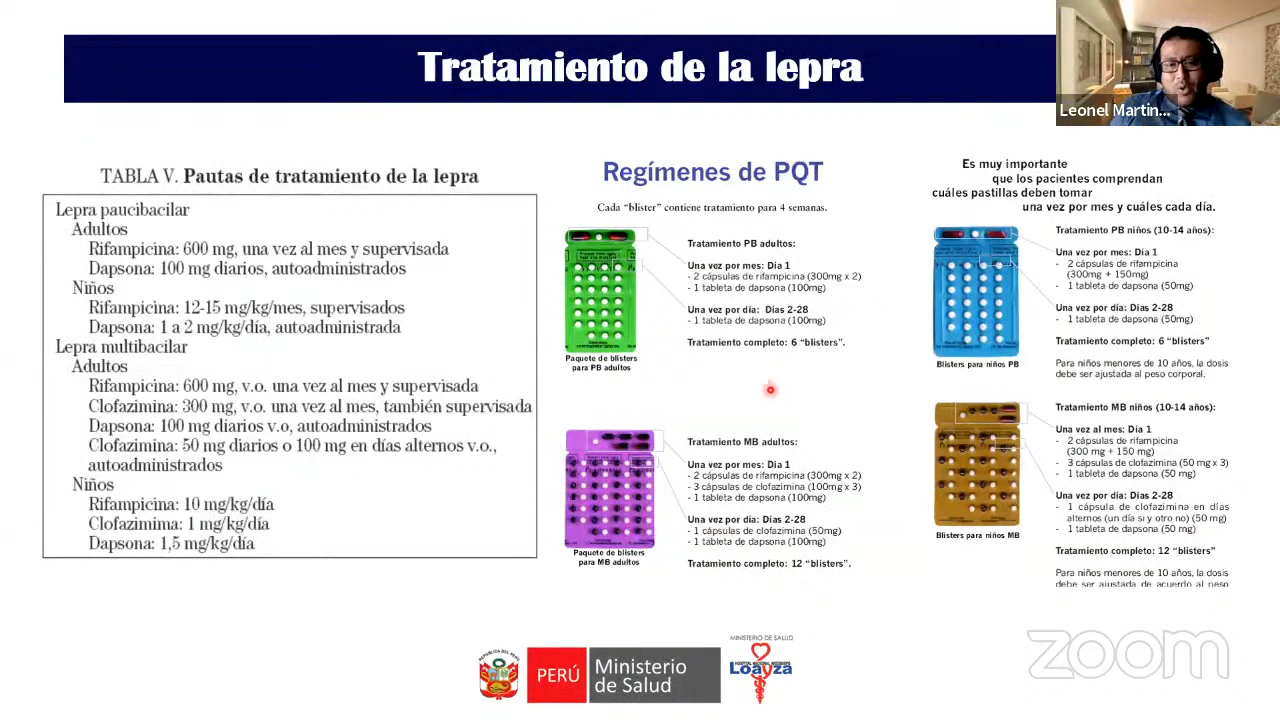 Tratamiento de la lepra
Leonel Martin...
TABLA V. Pautas de tratamiento de la lepra
Lepra paucibacilar
Adultos
Rifampicina: 600 mg, una vez al mes y supervisada
Dapsona: 100 mg diarios, autoadministrados
Niños
Rifampicina: 12-15 mg/kg/mes, supervisados
Dapsona: 1 a 2 mg/kg/día, autoadministrada
Lepra multibacilar
Adultos
Rifampicina: 600 mg, v.o. una vez al mes y supervisada
Clofazimina: 300 mg, v.o. una vez al mes, también supervisada
Dapsona: 100 mg diarios v.o, autoadministrados
Clofazimina: 50 mg diarios o 100 mg en días alternos v.o.,
autoadministrados
Niños
Rifampicina: 10 mg/kg/día
Clofazimima: 1 mg/kg/día
Dapsona: 1,5 mg/kg/día
Regímenes de PQT
Cada "blister" contiene tratamiento para 4 semanas.
Paquete de blisters
para PB adultos
Tratamiento PB adultos:
Una vez por mes: Día 1
- 2 cápsulas de rifampicina (300mg x 2)
- 1 tableta de dapsona (100mg)
Una vez por día: Días 2-28
- 1 tableta de dapsona (100mg)
Tratamiento completo: 6 "blisters".
Paquete de blisters
para MB adultos
Tratamiento MB adultos:
Una vez por mes: Día 1
- 2 cápsulas de rifampicina (300mg x 2)
- 3 cápsulas de clofazimina (100mg x 3)
- 1 tableta de dapsona (100mg)
Una vez por día: Días 2-28
- 1 cápsulas de clofazimina (50mg)
- 1 tableta de dapsona (100mg)
Tratamiento completo: 12 "blisters".
Es muy importante
que los pacientes comprendan
cuáles pastillas deben tomar
una vez por mes y cuáles cada día.
Blisters para niños PB
Tratamiento PB niños (10-14 años):
Una vez por mes: Día 1
- 2 cápsulas de rifampicina
(300mg + 150mg)
- 1 tableta de dapsona (50mg)
Una vez por día: Días 2-28
- 1 tableta de dapsona (50mg)
Tratamiento completo: 6 "blisters"
Para niños menores de 10 años, la dosis
debe ser ajustada al peso corporal.
Blisters para niños MB
Tratamiento MB niños (10-14 años):
Una vez al mes: Día 1
- 2 cápsulas de rifampicina
(300 mg + 150 mg)
- 3 cápsulas de clofazimina (50 mg x 3)
- 1 tableta de dapsona (50 mg)
Una vez por día: Días 2-28
- 1 cápsula de clofazimina en días
alternos (un día si y otro no) (50 mg)
- 1 tableta de dapsona (50 mg)
Tratamiento completo: 12 "blisters"
Para niños menores de 10 años, la dosis
debe ser ajustada de acuerdo al peso
REPUBLICA DEL PERU
PERÚ
Ministerio
de Salud
MINISTERIO DE SALUD
HOSPITAL NACIONAL ARZOBISPO
Loayza
zoom